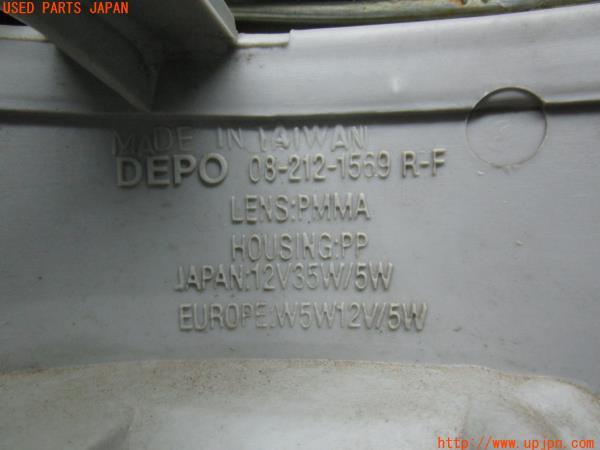 USED PARTS JAPAN
MADE IN TAIWAN
DEPO 08-212-1569 R-F
LENS:PMMA
HOUSING:PP
JAPAN:12V35W/5W
EUROPE:W5W12V/5W
http://www.upjpn.com/